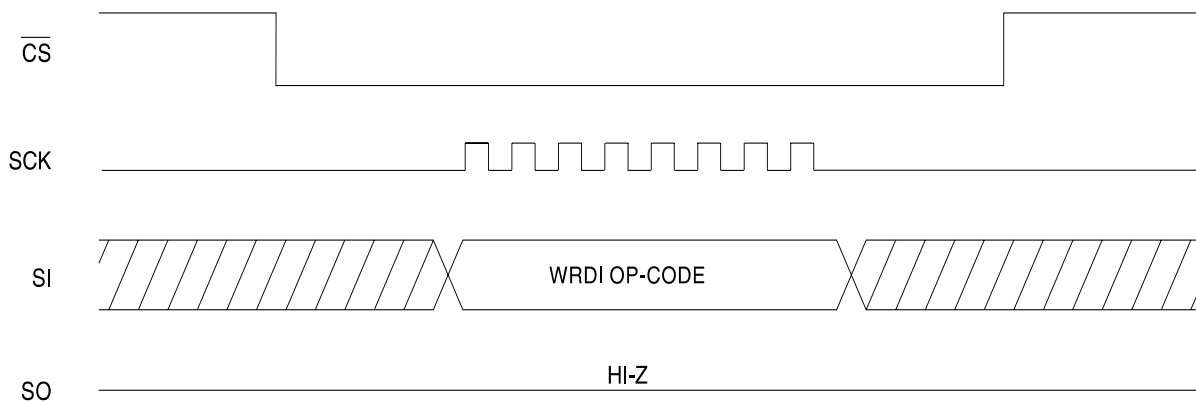 CS
SCK
SI
WRDI OP-CODE
HI-Z
SO